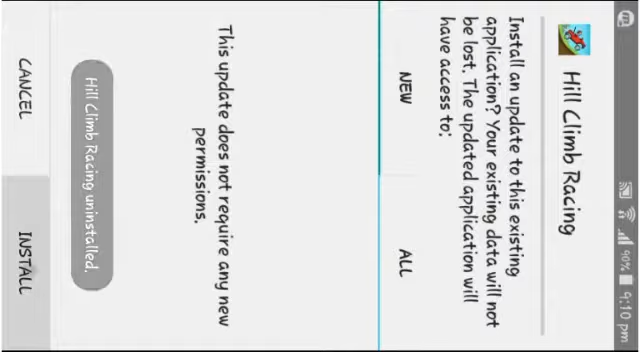 90% 9:10 pm
Hill Climb Racing
Install an update to this existing
application? Your existing data will not
be lost. The updated application will
have access to:
NEW ALL
This update does not require any new
permissions.
Hill Climb Racing uninstalled.
CANCEL INSTALL